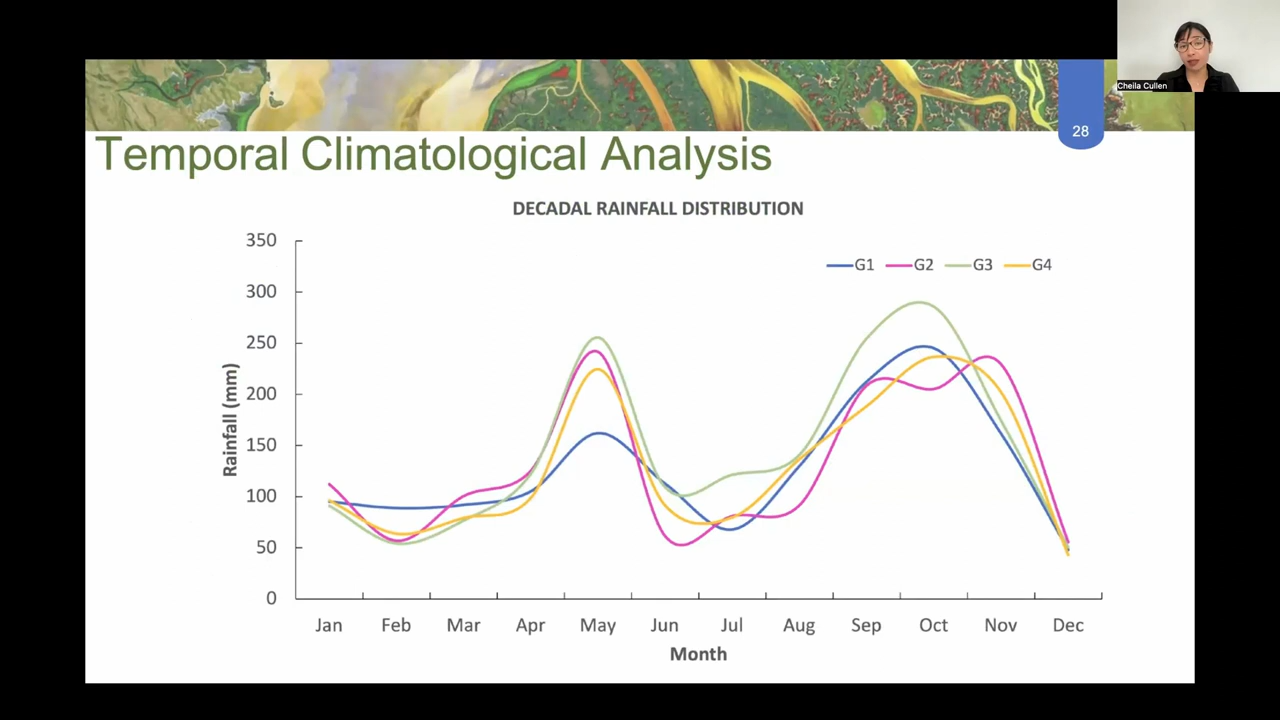 Cheila Cullen
28
Temporal Climatological Analysis
DECADAL RAINFALL DISTRIBUTION
G1 G2 G3 G4
350
300
250
200
150
100
50
0
Rainfall (mm)
Jan Feb Mar Apr May Jun Jul Aug Sep Oct Nov Dec
Month